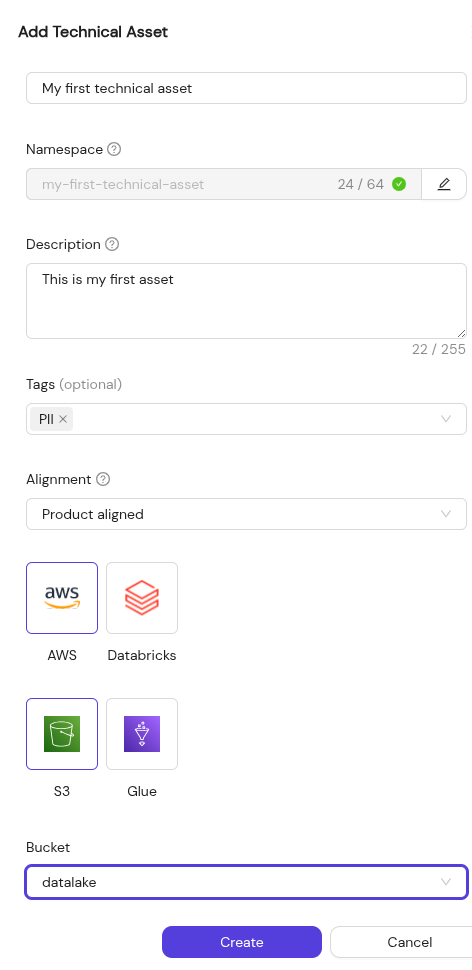 Add Technical Asset
My first technical asset
Namespace
my-first-technical-asset 24 / 64
Description
This is my first asset
22 / 255
Tags (optional)
PII
Alignment
Product aligned
aws
AWS Databricks
S3 Glue
Bucket
datalake
Create Cancel